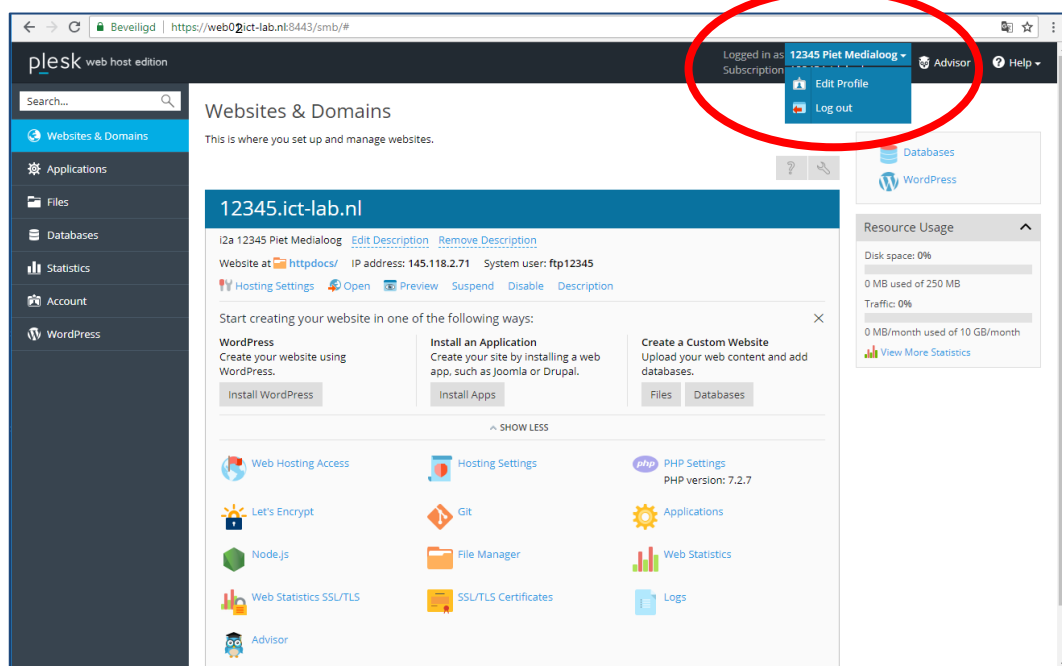 Beveiligd | https://web02ict-lab.nl:8443/smb/#
plesk web host edition
Logged in as 12345 Piet Medialoog
Subscription
Advisor
Help
Edit Profile
Log out
Search...
Websites & Domains
Applications
Files
Databases
Statistics
Account
WordPress
Websites & Domains
This is where you set up and manage websites.
?
12345.ict-lab.nl
i2a 12345 Piet Medialoog Edit Description Remove Description
Website at httpdocs/ IP address: 145.118.2.71 System user: ftp12345
Hosting Settings Open Preview Suspend Disable Description
Start creating your website in one of the following ways:
WordPress
Create your website using
WordPress.
Install WordPress
Install an Application
Create your site by installing a web
app, such as Joomla or Drupal.
Install Apps
Create a Custom Website
Upload your web content and add
databases.
Files Databases
SHOW LESS
Web Hosting Access
Hosting Settings
php PHP Settings
PHP version: 7.2.7
Let's Encrypt
Git
Applications
Node.js
File Manager
Web Statistics
Web Statistics SSL/TLS
SSL/TLS Certificates
Logs
Advisor
Databases
WordPress
Resource Usage
Disk space: 0%
0 MB used of 250 MB
Traffic: 0%
0 MB/month used of 10 GB/month
View More Statistics